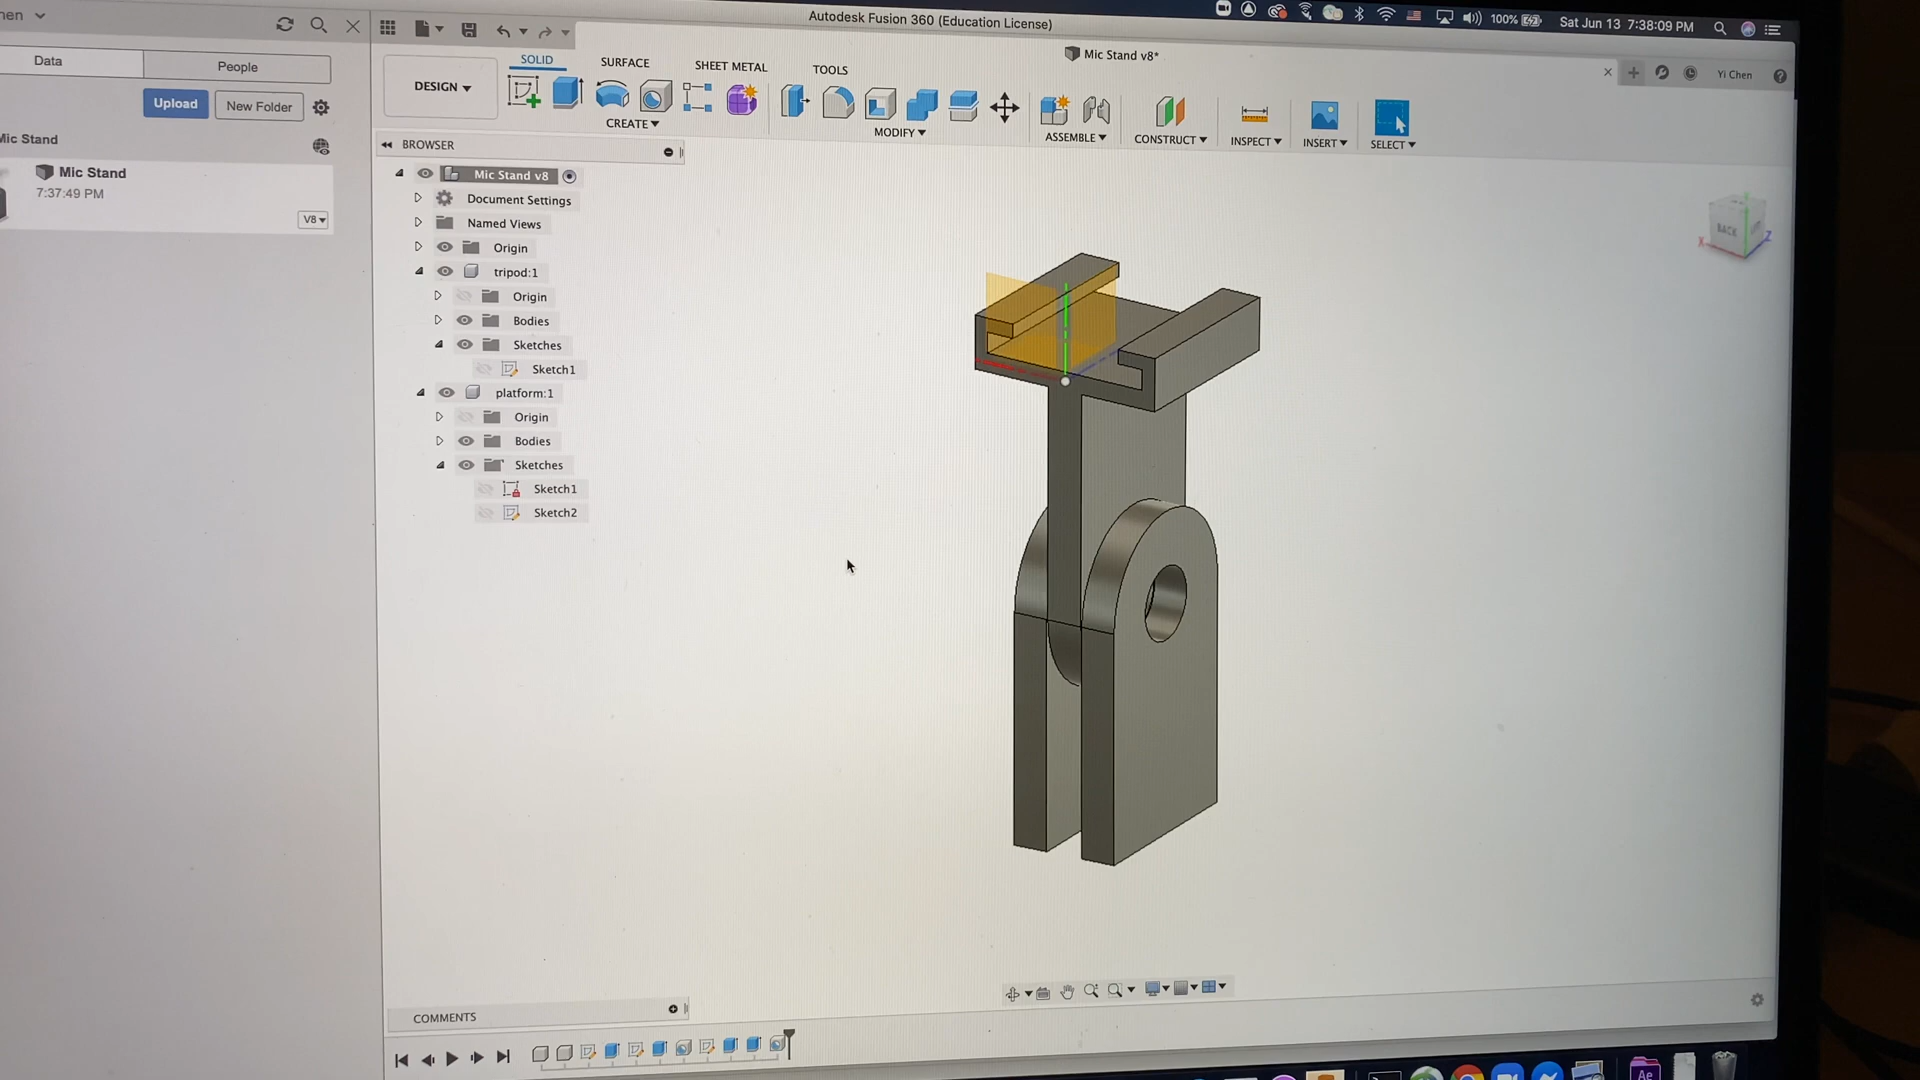 Autodesk Fusion 360 (Education License)
100%
Sat Jun 13 7:38:09 PM
Mic Stand v8*
Yi Chen
Data
People
Upload
New Folder
Mic Stand
Mic Stand
7:37:49 PM
V8
DESIGN
SOLID
SURFACE
SHEET METAL
TOOLS
CREATE
MODIFY
ASSEMBLE
CONSTRUCT
INSPECT
INSERT
SELECT
BROWSER
Mic Stand v8
Document Settings
Named Views
Origin
tripod:1
Origin
Bodies
Sketches
Sketch1
platform:1
Origin
Bodies
Sketches
Sketch1
Sketch2
BACK
X
Z
COMMENTS
Ae